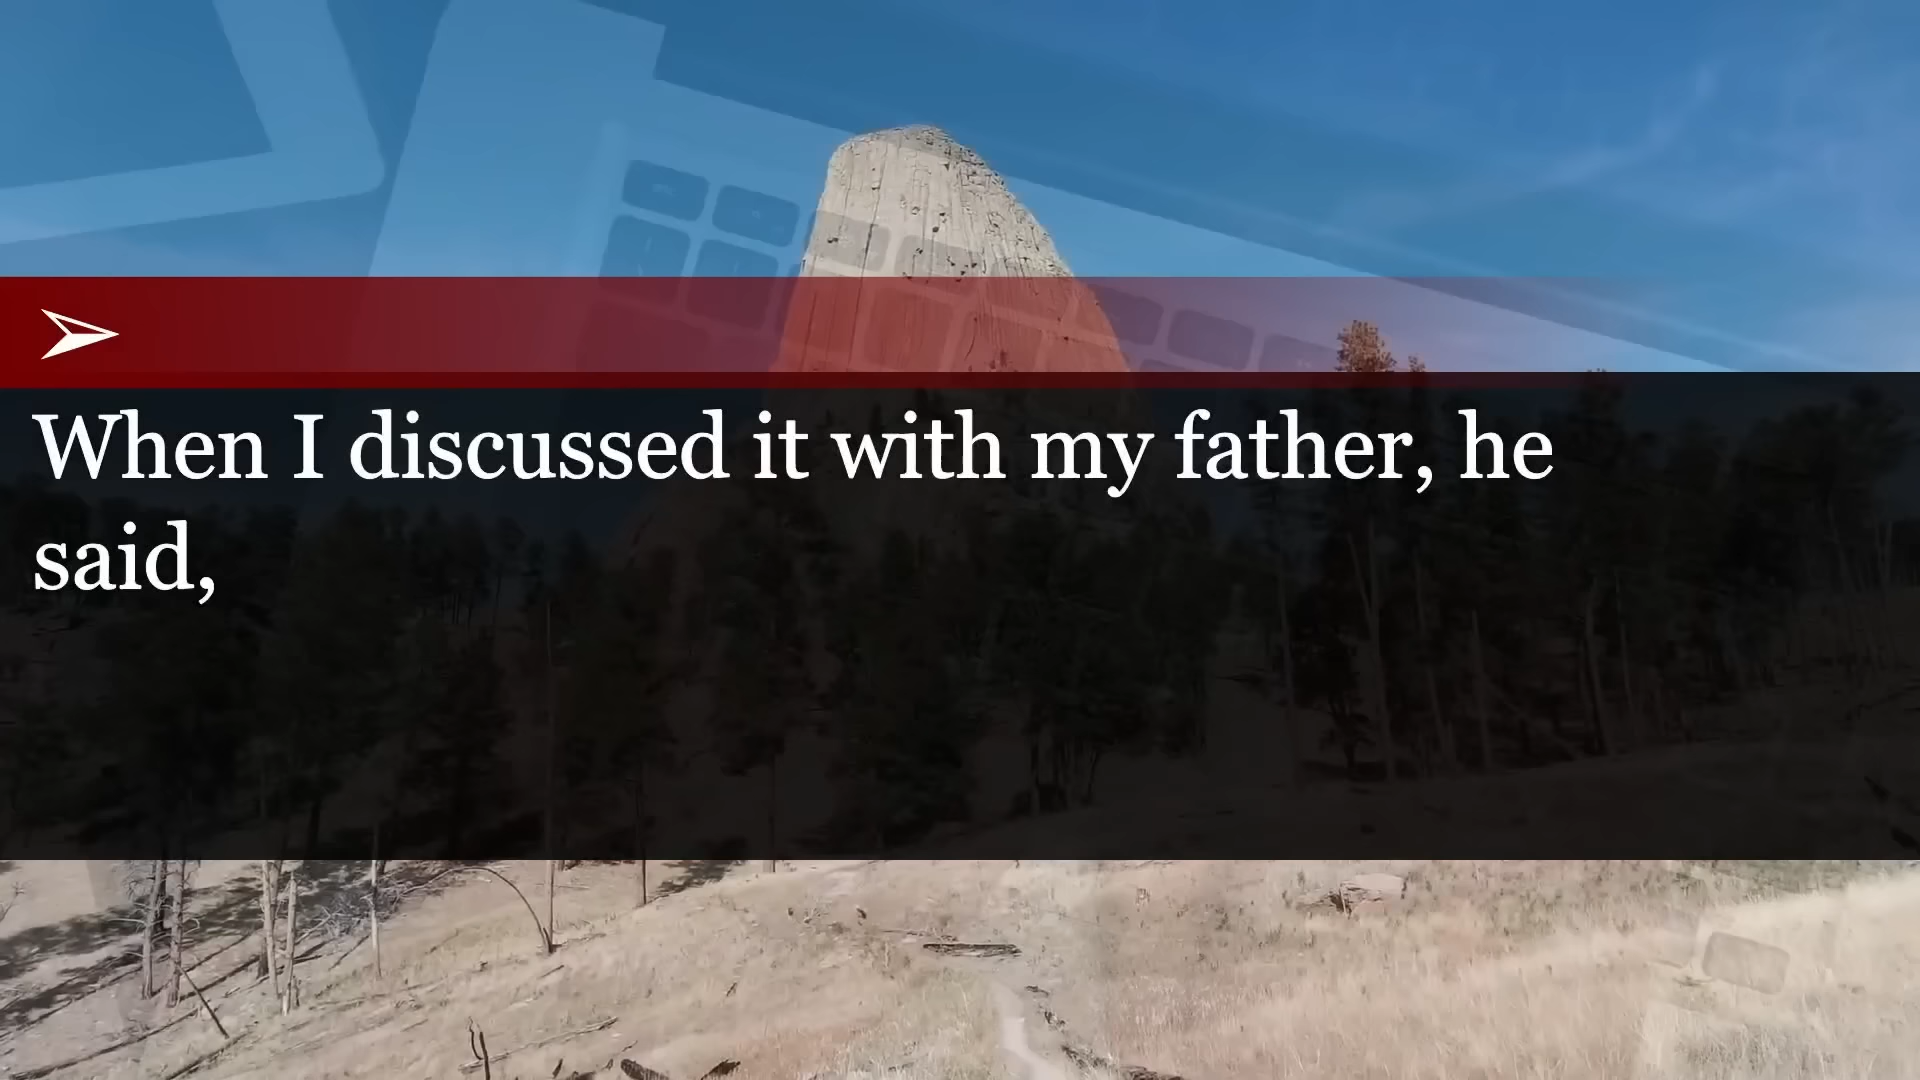 When I discussed it with my father, he
said,